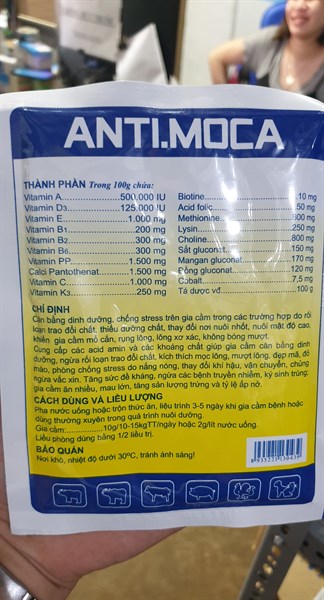 ANTI.MOCA
THÀNH PHẦN Trong 100g chứa:
Vitamin A....................500.000 IU
Vitamin D3..................125.000 IU
Vitamin E....................1.000 mg
Vitamin B1..................200 mg
Vitamin B2..................300 mg
Vitamin B6..................300 mg
Vitamin PP..................1.500 mg
Calci Pantothenat.......1.500 mg
Vitamin C...................1.000 mg
Vitamin K3.................250 mg
Biotine.......................10 mg
Acid folic....................50 mg
Methionine................800 mg
Lysin.........................250 mg
Choline.....................800 mg
Sắt gluconat..............150 mg
Mangan gluconat.......170 mg
Đồng gluconat...........120 mg
Cobalt.......................7,5 mg
Tá dược vđ................100 g
CHỈ ĐỊNH
Cân bằng dinh dưỡng, chống stress trên gia cầm trong các trường hợp do rối
loạn trao đổi chất, thiếu dưỡng chất, thay đổi nơi nuôi nhốt, nuôi mật độ cao,
khiến gia cầm mổ cắn, rụng lông, lông xơ xác, không bóng mượt.
Cung cấp các acid amin và các khoáng chất giúp gia cầm cân bằng dinh
dưỡng, ngừa rối loạn trao đổi chất, kích thích mọc lông, mượt lông, đẹp mã, đỏ
mào, phòng chống stress do nắng nóng, thay đổi khí hậu, vận chuyển, chủng
ngừa vắc xin. Tăng sức đề kháng, ngừa các bệnh truyền nhiễm, ký sinh trùng;
gia cầm ăn nhiều, mau lớn, tăng sản lượng trứng và tỷ lệ ấp nở.
CÁCH DÙNG VÀ LIỀU LƯỢNG
Pha nước uống hoặc trộn thức ăn, liệu trình 3-5 ngày khi gia cầm bệnh hoặc
dùng thường xuyên trong quá trình nuôi dưỡng.
Gia cầm:..............10g/10-15kgTT/ngày hoặc 2g/lít nước uống.
Liều phòng dùng bằng 1/2 liều trị.
BẢO QUẢN
Nơi khô, nhiệt độ dưới 30ºC, tránh ánh sáng!